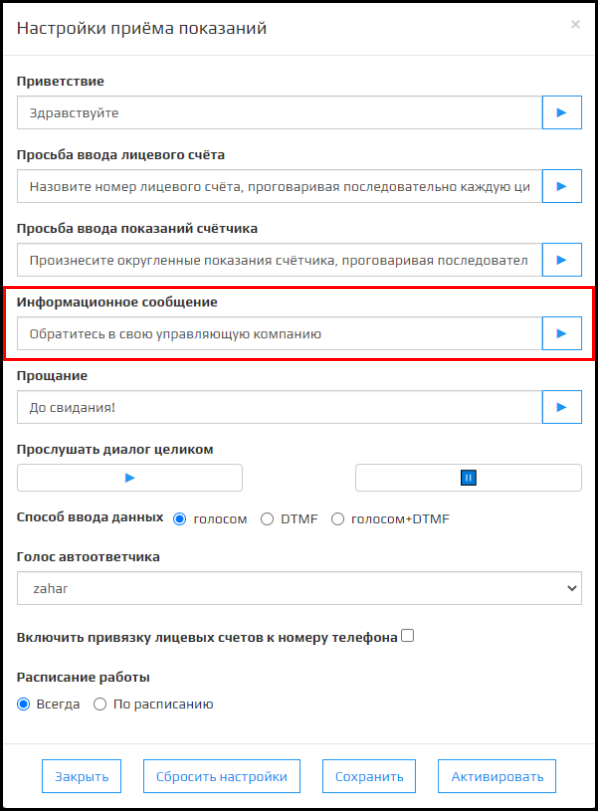 Настройки приёма показаний ×
Приветствие
Здравствуйте
Просьба ввода лицевого счёта
Назовите номер лицевого счёта, проговаривая последовательно каждую ци
Просьба ввода показаний счётчика
Произнесите округленные показания счётчика, проговаривая последовател
Информационное сообщение
Обратитесь в свою управляющую компанию
Прощание
До свидания!
Прослушать диалог целиком
Способ ввода данных голосом DTMF голосом+DTMF
Голос автоответчика
zahar
Включить привязку лицевых счетов к номеру телефона
Расписание работы
Всегда По расписанию
Закрыть Сбросить настройки Сохранить Активировать